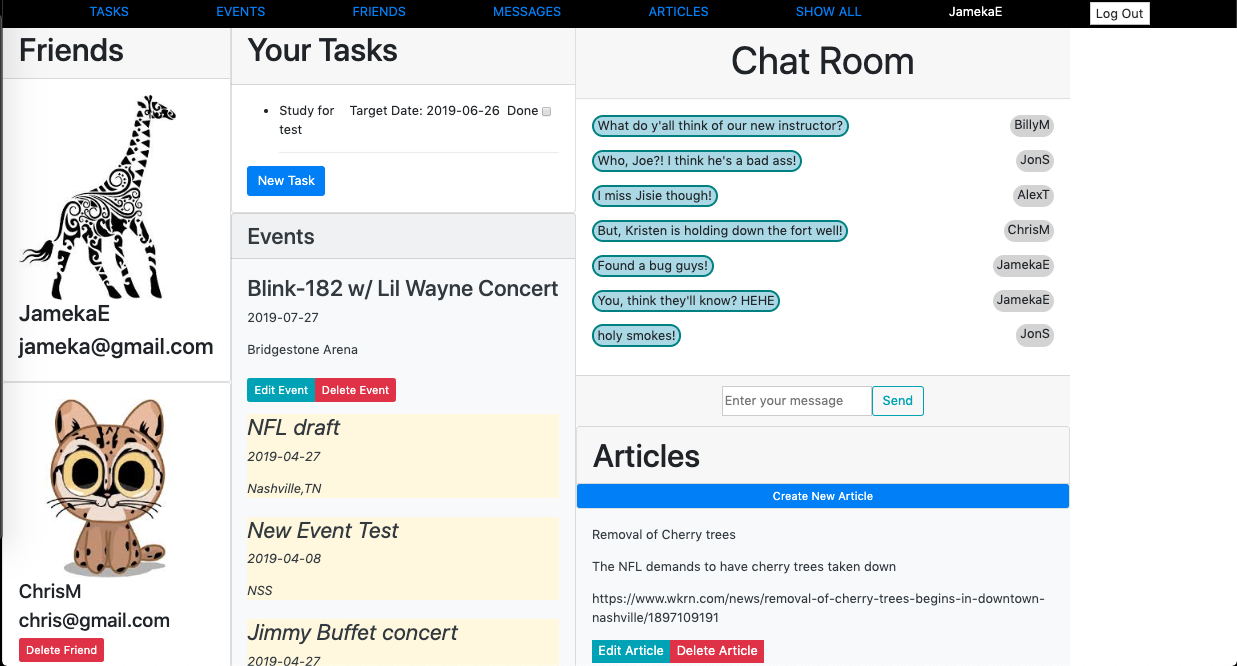 TASKS EVENTS FRIENDS MESSAGES ARTICLES SHOW ALL JamekaE Log Out
Friends
JamekaE
jameka@gmail.com
ChrisM
chris@gmail.com
Delete Friend
Your Tasks
Study for Target Date: 2019-06-26 Done
test
New Task
Events
Blink-182 w/ Lil Wayne Concert
2019-07-27
Bridgestone Arena
Edit Event Delete Event
NFL draft
2019-04-27
Nashville,TN
New Event Test
2019-04-08
NSS
Jimmy Buffet concert
2019-04-27
Chat Room
What do y'all think of our new instructor? BillyM
Who, Joe?! I think he's a bad ass! JonS
I miss Jisie though! AlexT
But, Kristen is holding down the fort well! ChrisM
Found a bug guys! JamekaE
You, think they'll know? HEHE JamekaE
holy smokes! JonS
Enter your message Send
Articles
Create New Article
Removal of Cherry trees
The NFL demands to have cherry trees taken down
https://www.wkrn.com/news/removal-of-cherry-trees-begins-in-downtown-
nashville/1897109191
Edit Article Delete Article